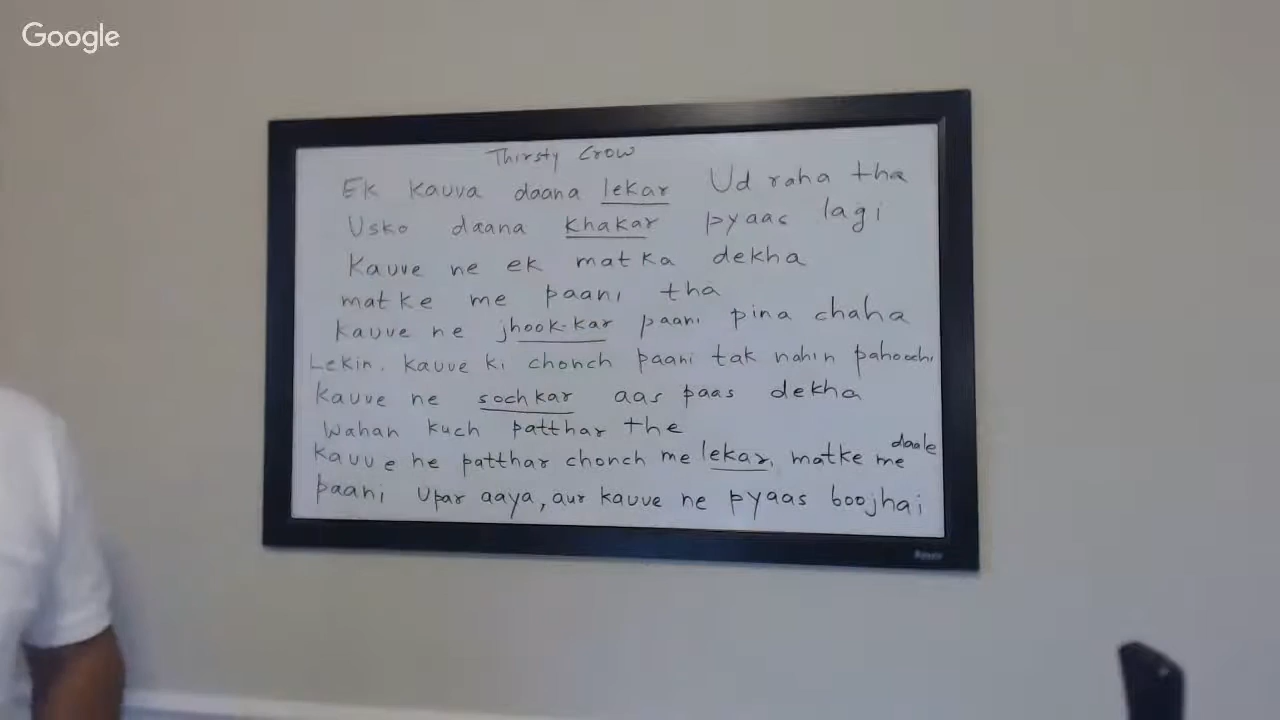 Google
Thirsty Crow
Ek kauva daana lekar Ud raha tha
Usko daana khakar pyaas lagi
Kauve ne ek matka dekha
matke me paani tha
kauve ne jhook-kar paani pina chaha
Lekin. kauve ki chonch paani tak nahin pahoochi
kauve ne sochkar aas paas dekha
Wahan kuch patthar the
kauve ne patthar chonch me lekar, matke me daale
paani upar aaya, aur kauve ne pyaas boojhai